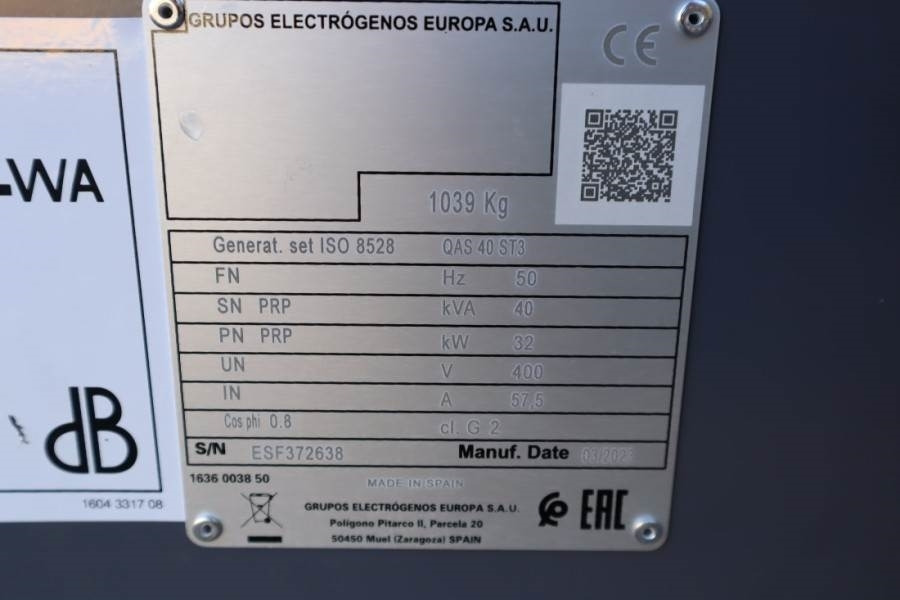 GRUPOS ELECTRÓGENOS EUROPA S.A.U.
CE
1039 Kg
Generat. set ISO 8528 QAS 40 ST3
FN Hz 50
SN PRP kVA 40
PN PRP kW 32
UN V 400
IN A 57,5
Cos phi 0.8 cl. G 2
S/N ESF372638 Manuf. Date 03/2023
1636 0038 50
MADE IN SPAIN
GRUPOS ELECTRÓGENOS EUROPA S.A.U.
Polígono Pitarco II, Parcela 20
50450 Muel (Zaragoza) SPAIN
EAC
-WA
dB
1604 3317 08